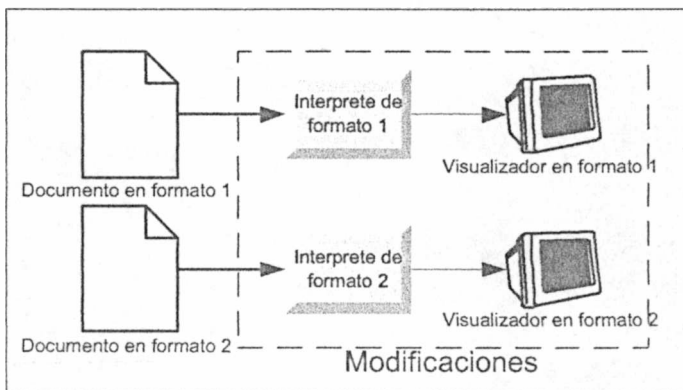 Interprete de
formato 1
Documento en formato 1
Visualizador en formato 1
Interprete de
formato 2
Documento en formato 2
Visualizador en formato 2
Modificaciones